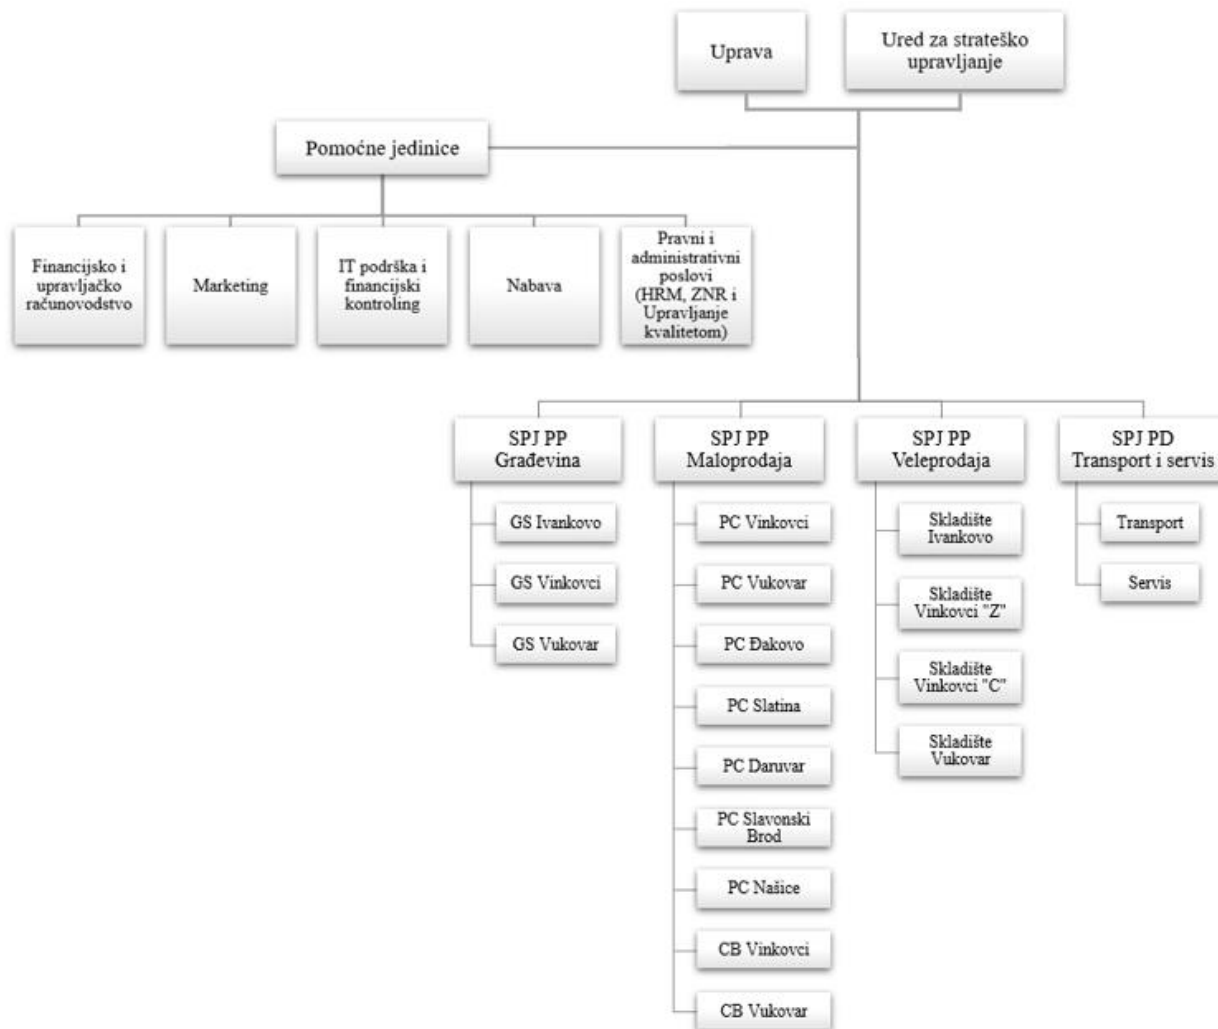 Uprava
Ured za strateško
upravljanje
Pomoćne jedinice
Financijsko i
upravljačko
računovodstvo
Marketing
IT podrška i
financijski
kontroling
Nabava
Pravni i
administrativni
poslovi
(HRM, ZNR i
Upravljanje
kvalitetom)
SPJ PP
Građevina
GS Ivankovo
GS Vinkovci
GS Vukovar
SPJ PP
Maloprodaja
PC Vinkovci
PC Vukovar
PC Đakovo
PC Slatina
PC Daruvar
PC Slavonski
Brod
PC Našice
CB Vinkovci
CB Vukovar
SPJ PP
Veleprodaja
Skladište
Ivankovo
Skladište
Vinkovci "Z"
Skladište
Vinkovci "C"
Skladište
Vukovar
SPJ PD
Transport i servis
Transport
Servis